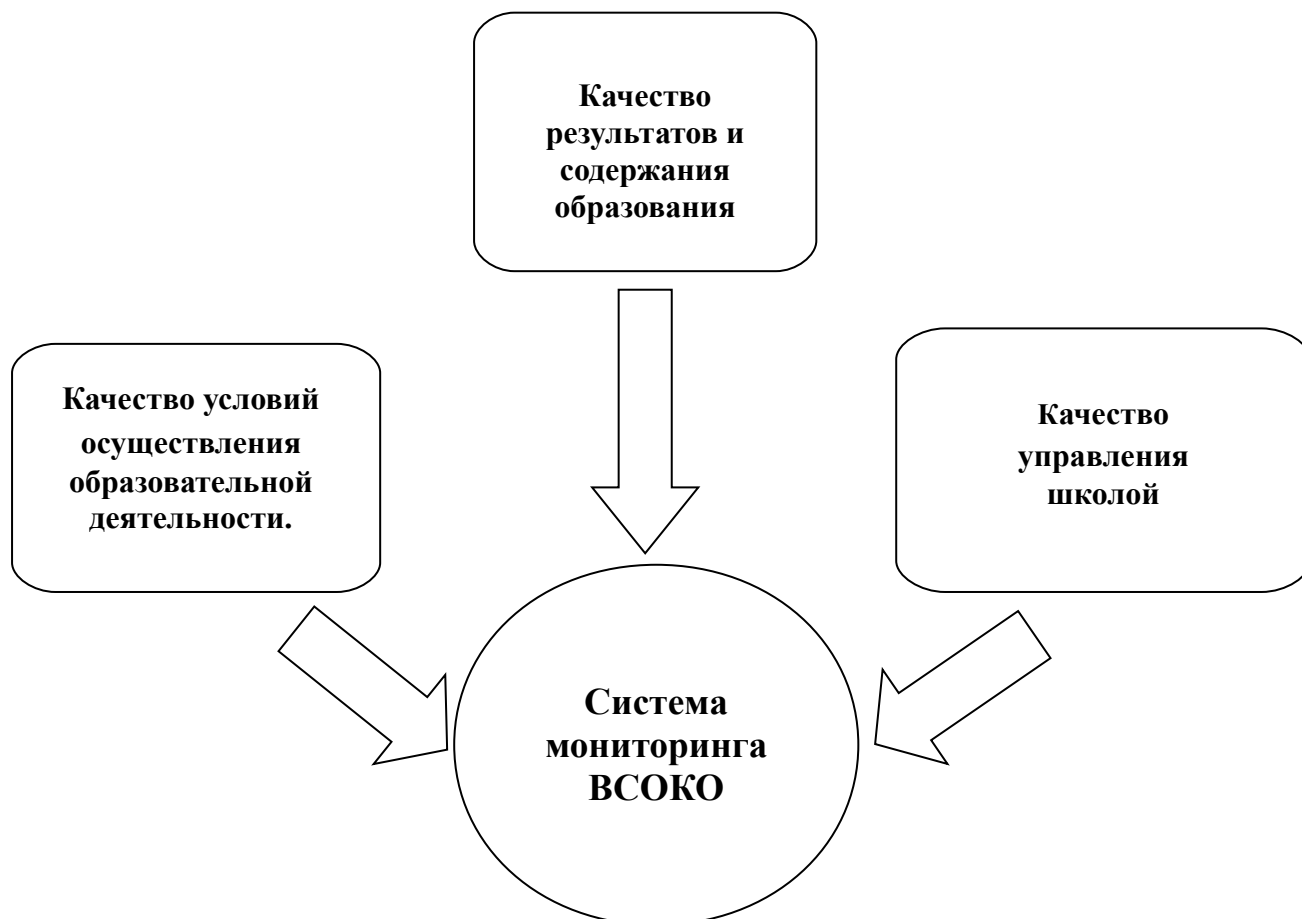 Качество
результатов и
содержания
образования
Качество условий
осуществления
образовательной
деятельности.
Качество
управления
школой
Система
мониторинга
ВСОКО